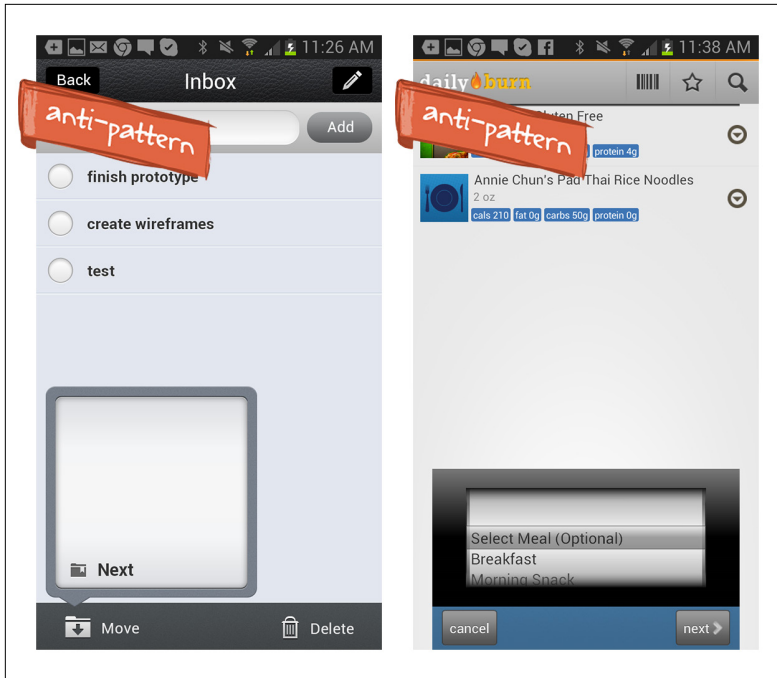 11:26 AM
Back
Inbox
anti-pattern
Add
finish prototype
create wireframes
test
Next
Move
Delete
11:38 AM
daily burn
anti-pattern
Gluten Free
protein 4g
Annie Chun's Pad Thai Rice Noodles
2 oz
cals 210 fat 0g carbs 50g protein 0g
Select Meal (Optional)
Breakfast
Morning Snack
cancel
next